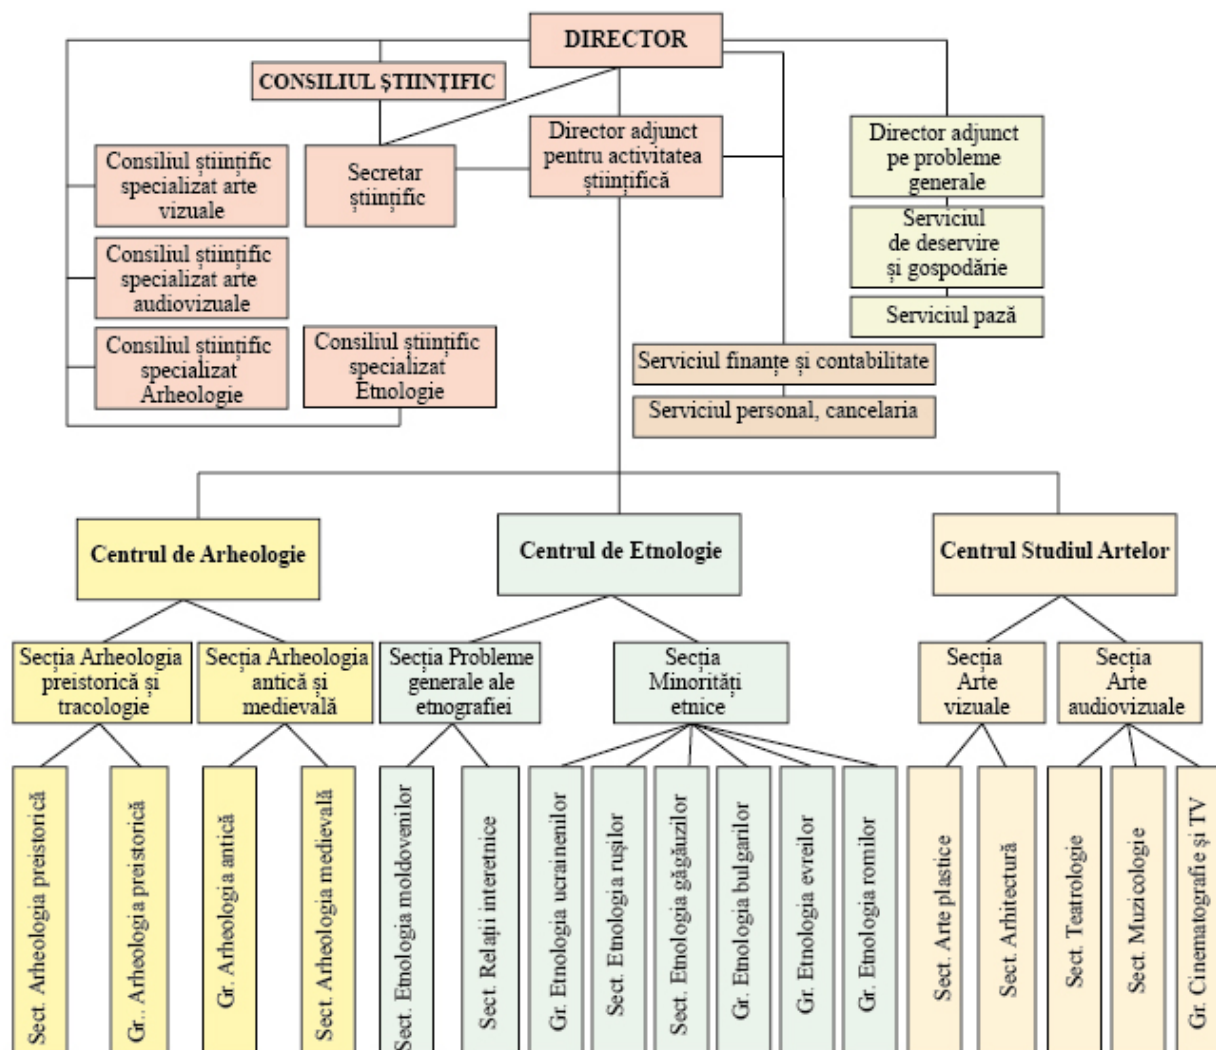 DIRECTOR
CONSILIUL ȘTIINȚIFIC
Director adjunct
pentru activitatea
științifică
Director adjunct
pe probleme
generale
Secretar
științific
Consiliul științific
specializat arte
vizuale
Serviciul
de deservire
și gospodărie
Consiliul științific
specializat arte
audiovizuale
Serviciul pază
Consiliul științific
specializat
Arheologie
Consiliul științific
specializat
Etnologie
Serviciul finanțe și contabilitate
Serviciul personal, cancelaria
Centrul de Arheologie
Centrul de Etnologie
Centrul Studiul Artelor
Secția Arheologia
preistorică și
tracologie
Secția Arheologia
antică și
medievală
Secția Probleme
generale ale
etnografiei
Secția
Minorități
etnice
Secția
Arte
vizuale
Secția
Arte
audiovizuale
Sect. Arheologia preistorică
Gr.. Arheologia preistorică
Gr. Arheologia antică
Sect. Arheologia medievală
Sect. Etnologia moldovenilor
Sect. Relații interetnice
Gr. Etnologia ucrainenilor
Sect. Etnologia rușilor
Sect. Etnologia găgăuzilor
Gr. Etnologia bulgarilor
Gr. Etnologia evreilor
Gr. Etnologia romilor
Sect. Arte plastice
Sect. Arhitectură
Sect. Teatrologie
Sect. Muzicologie
Gr. Cinematografie și TV